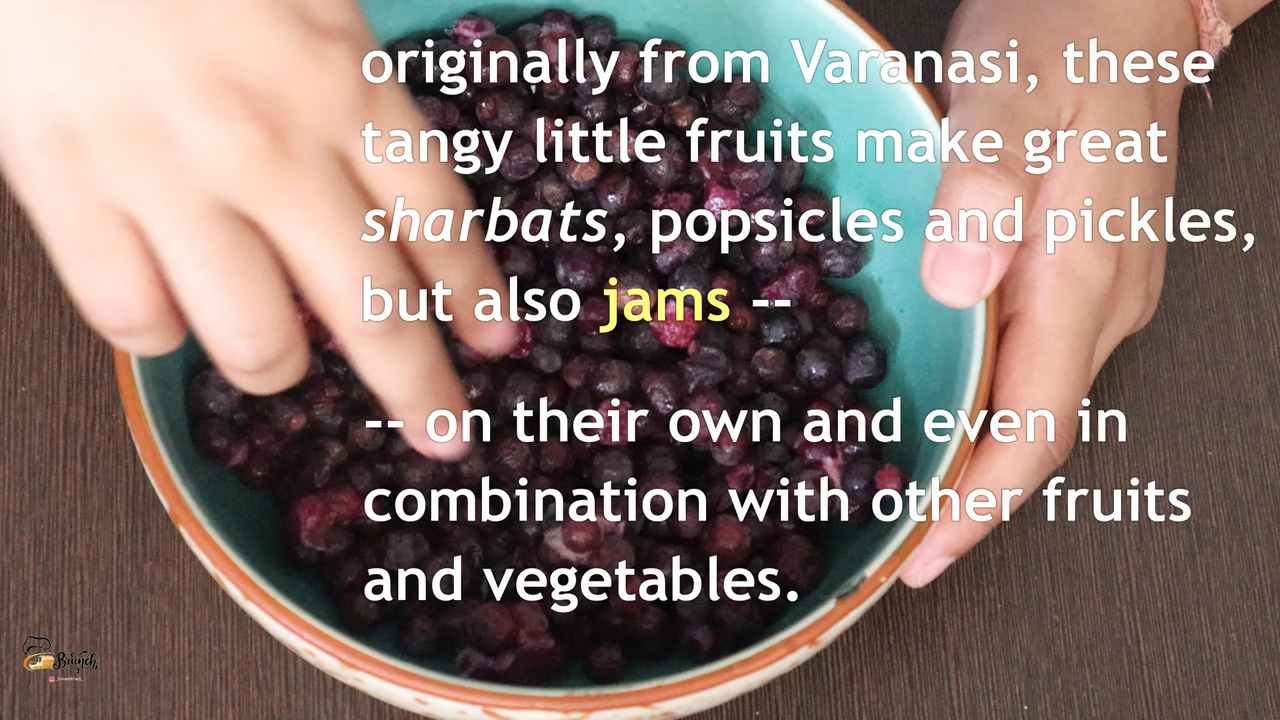 originally from Varanasi, these
tangy little fruits make great
sharbats, popsicles and pickles,
but also jams --
-- on their own and even in
combination with other fruits
and vegetables.
Brunch